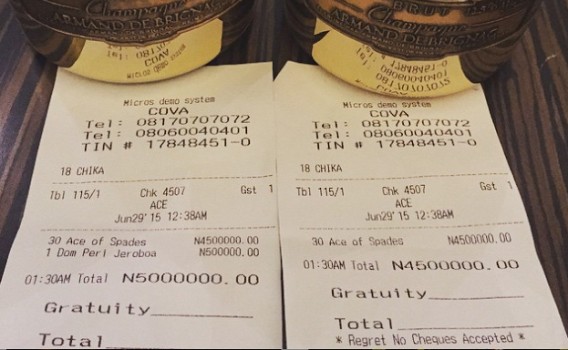 Champagne
ARMAND DE BRIGNAC
BRUT
Champagne
ARMAND DE BRIGNAC
Micros demo system
COVA
Tel: 08170707072
Tel: 08060040401
TIN # 17848451-0
18 CHIKA
Tbl 115/1 Chk 4507 Gst 1
ACE
Jun29'15 12:38AM
30 Ace of Spades N4500000.00
1 Dom Perl Jeroboa N500000.00
01:30AM Total N5000000.00
Gratuity
Total
Micros demo system
COVA
Tel: 08170707072
Tel: 08060040401
TIN # 17848451-0
18 CHIKA
Tbl 115/1 Chk 4507 Gst 1
ACE
Jun29'15 12:38AM
30 Ace of Spades N4500000.00
01:30AM Total N4500000.00
Gratuity
Total
* Regret No Cheques Accepted *